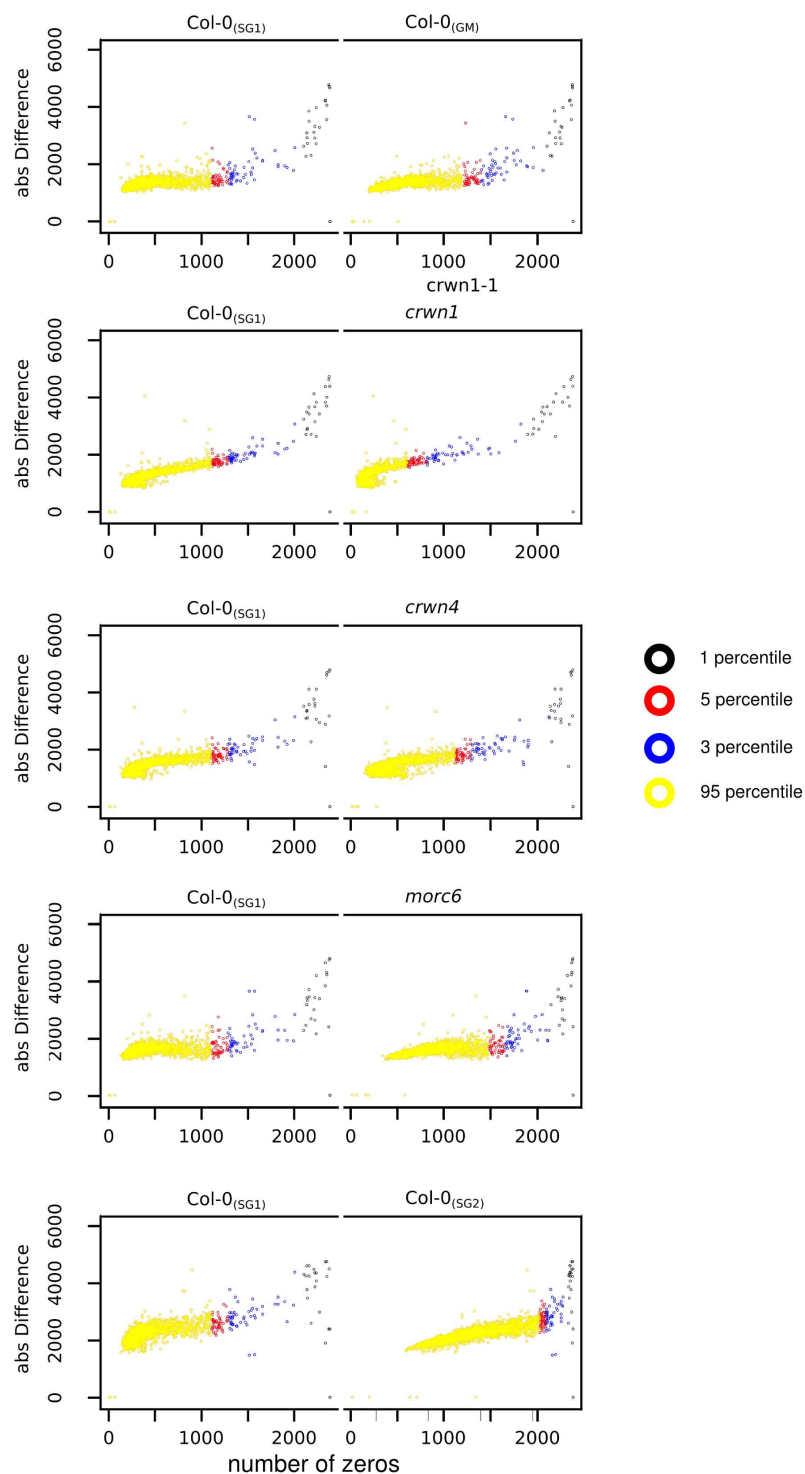 Col-0(SG1) Col-0(GM)
abs Difference
0 2000 4000 6000
0 1000 2000 0 1000 2000
crwn1-1
Col-0(SG1) crwn1
abs Difference
0 2000 4000 6000
0 1000 2000 0 1000 2000
Col-0(SG1) crwn4
abs Difference
0 2000 4000 6000
0 1000 2000 0 1000 2000
1 percentile
5 percentile
3 percentile
95 percentile
Col-0(SG1) morc6
abs Difference
0 2000 4000 6000
0 1000 2000 0 1000 2000
Col-0(SG1) Col-0(SG2)
abs Difference
0 2000 4000 6000
0 1000 2000 0 1000 2000
number of zeros